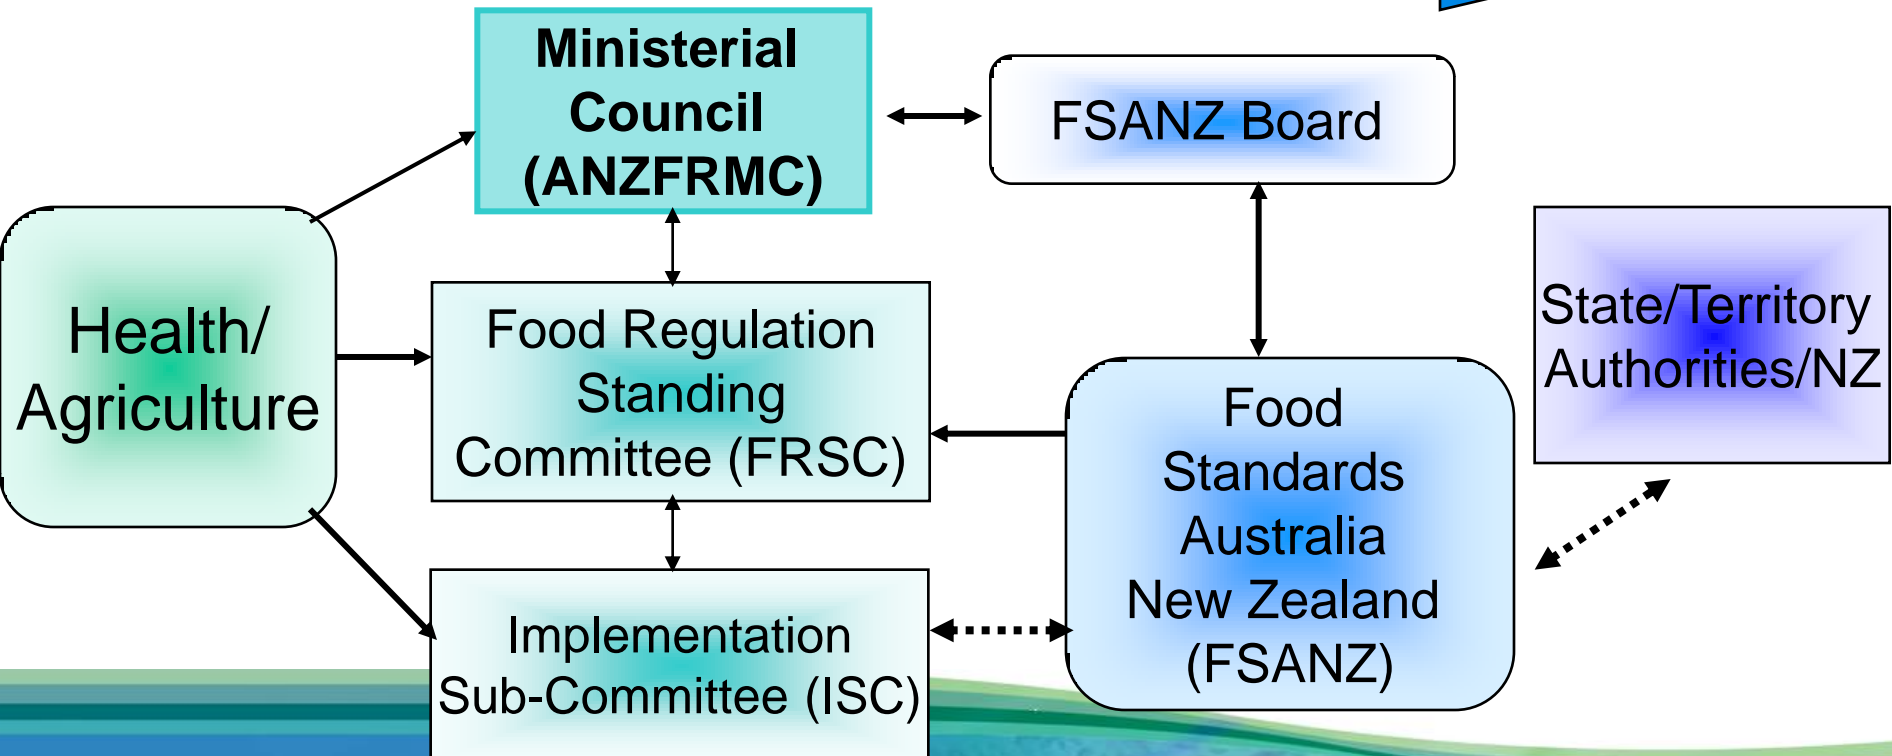 Ministerial
Council
(ANZFRMC)
FSANZ Board
Health/
Agriculture
Food Regulation
Standing
Committee (FRSC)
State/Territory
Authorities/NZ
Food
Standards
Australia
New Zealand
(FSANZ)
Implementation
Sub-Committee (ISC)